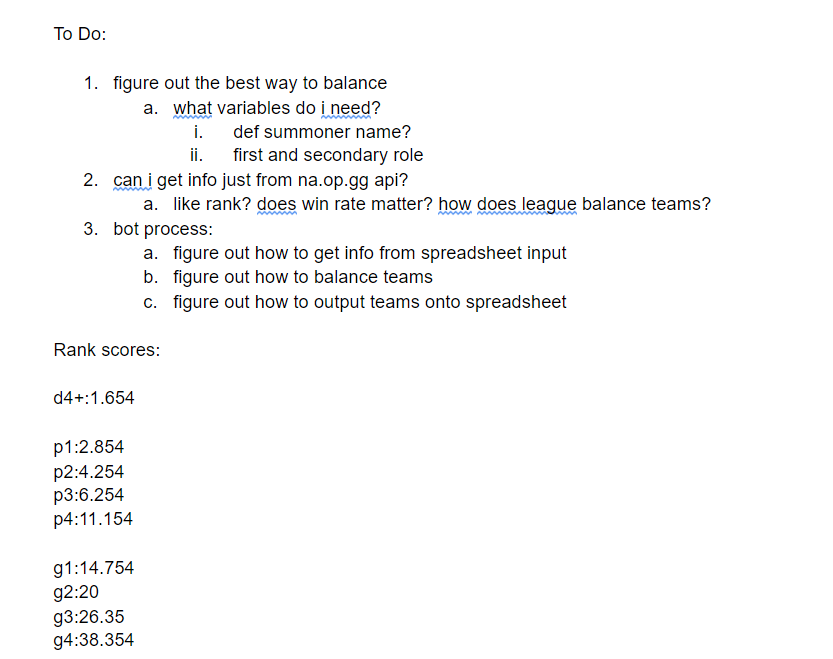 To Do:
1. figure out the best way to balance
a. what variables do i need?
i. def summoner name?
ii. first and secondary role
2. can i get info just from na.op.gg api?
a. like rank? does win rate matter? how does league balance teams?
3. bot process:
a. figure out how to get info from spreadsheet input
b. figure out how to balance teams
c. figure out how to output teams onto spreadsheet
Rank scores:
d4+:1.654
p1:2.854
p2:4.254
p3:6.254
p4:11.154
g1:14.754
g2:20
g3:26.35
g4:38.354